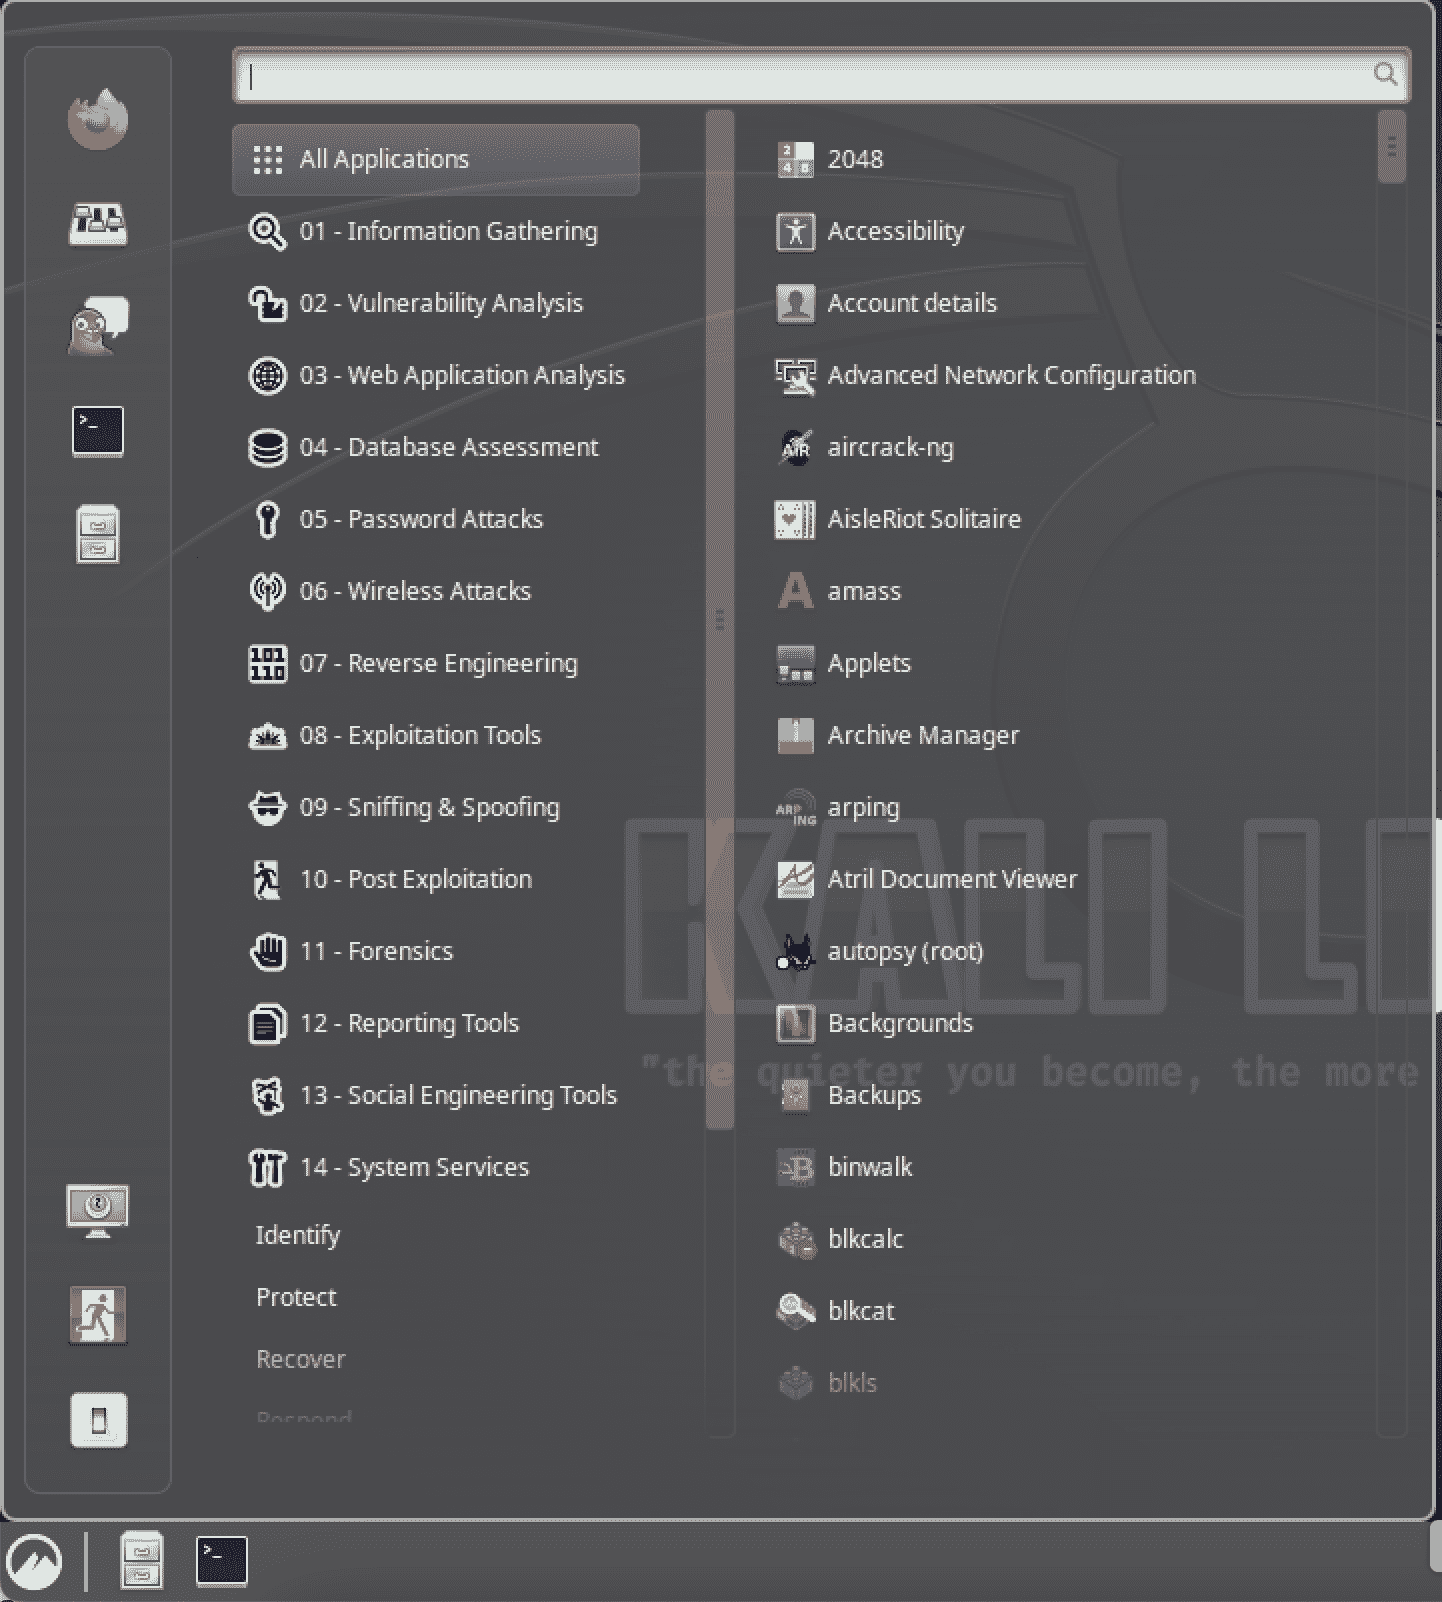 All Applications
01 - Information Gathering
02 - Vulnerability Analysis
03 - Web Application Analysis
04 - Database Assessment
05 - Password Attacks
06 - Wireless Attacks
07 - Reverse Engineering
08 - Exploitation Tools
09 - Sniffing & Spoofing
10 - Post Exploitation
11 - Forensics
12 - Reporting Tools
13 - Social Engineering Tools
14 - System Services
Identify
Protect
Recover
Respond
2048
Accessibility
Account details
Advanced Network Configuration
aircrack-ng
AisleRiot Solitaire
amass
Applets
Archive Manager
arping
Atril Document Viewer
autopsy (root)
Backgrounds
Backups
binwalk
blkcalc
blkcat
blkls
KALI LI
"the quieter you become, the more